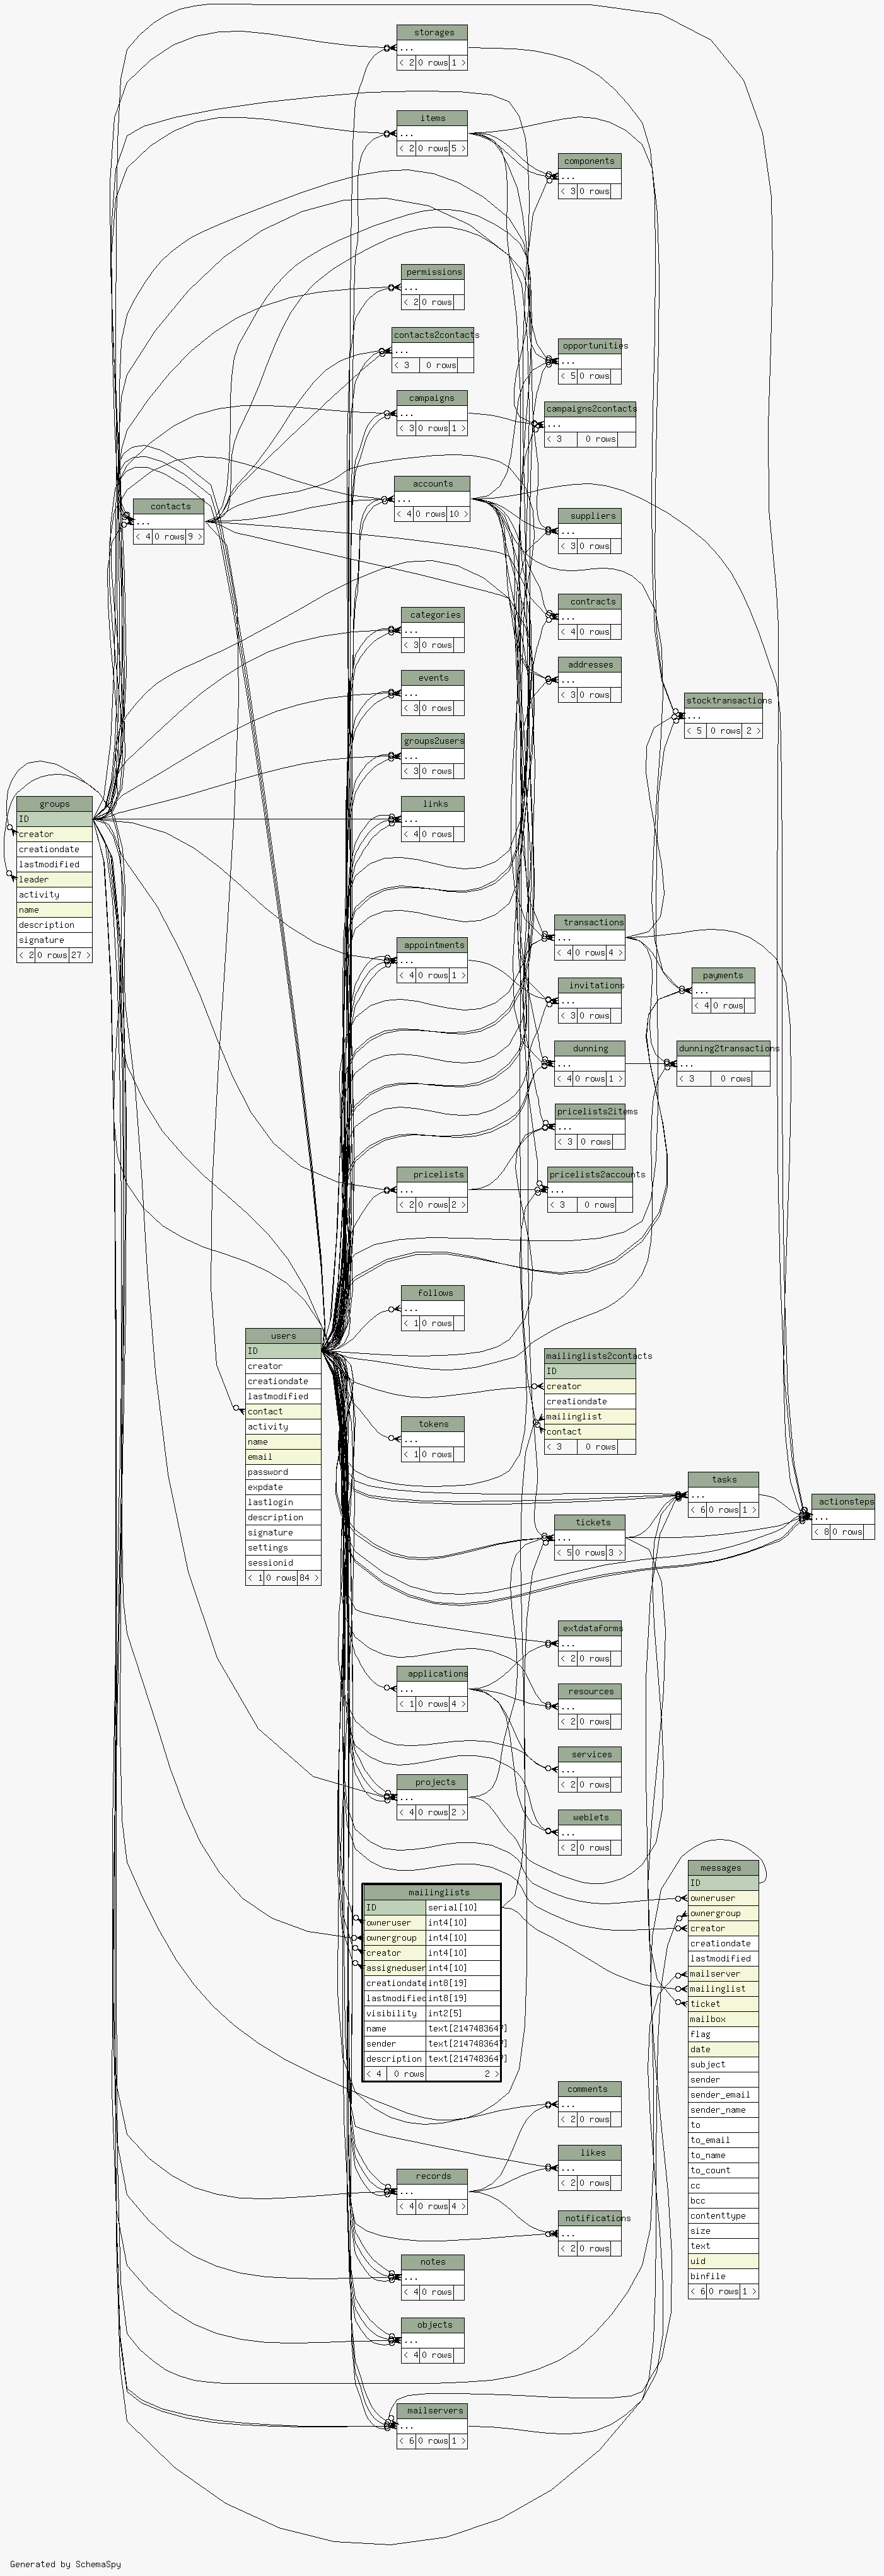 storages
...
< 2 0 rows 1 >
items
...
< 2 0 rows 5 >
components
...
< 3 0 rows
permissions
...
< 2 0 rows
contacts2contacts
...
< 3 0 rows
opportunities
...
< 5 0 rows
campaigns
...
< 3 0 rows 1 >
campaigns2contacts
...
< 3 0 rows
accounts
...
< 4 0 rows 10 >
contacts
...
< 4 0 rows 9 >
suppliers
...
< 3 0 rows
contracts
...
< 4 0 rows
categories
...
< 3 0 rows
addresses
...
< 3 0 rows
events
...
< 3 0 rows
stocktransactions
...
< 5 0 rows 2 >
groups2users
...
< 3 0 rows
groups
ID
creator
creationdate
lastmodified
leader
activity
name
description
signature
< 2 0 rows 27 >
links
...
< 4 0 rows
transactions
...
< 4 0 rows 4 >
appointments
...
< 4 0 rows 1 >
payments
...
< 4 0 rows
invitations
...
< 3 0 rows
dunning
...
< 4 0 rows 1 >
dunning2transactions
...
< 3 0 rows
pricelists2items
...
< 3 0 rows
pricelists
...
< 2 0 rows 2 >
pricelists2accounts
...
< 3 0 rows
follows
...
< 1 0 rows
users
ID
creator
creationdate
lastmodified
contact
activity
name
email
password
expdate
lastlogin
description
signature
settings
sessionid
< 1 0 rows 84 >
mailinglists2contacts
ID
creator
creationdate
mailinglist
contact
< 3 0 rows
tokens
...
< 1 0 rows
tasks
...
< 6 0 rows 1 >
actionsteps
...
< 8 0 rows
tickets
...
< 5 0 rows 3 >
extdataforms
...
< 2 0 rows
applications
...
< 1 0 rows 4 >
resources
...
< 2 0 rows
services
...
< 2 0 rows
projects
...
< 4 0 rows 2 >
weblets
...
< 2 0 rows
mailinglists
ID serial[10]
owneruser int4[10]
ownergroup int4[10]
creator int4[10]
assigneduser int4[10]
creationdate int8[19]
lastmodified int8[19]
visibility int2[5]
name text[2147483647]
sender text[2147483647]
description text[2147483647]
< 4 0 rows 2 >
messages
ID
owneruser
ownergroup
creator
creationdate
lastmodified
mailserver
mailinglist
ticket
mailbox
flag
date
subject
sender
sender_email
sender_name
to
to_email
to_name
to_count
cc
bcc
contenttype
size
text
uid
binfile
< 6 0 rows 1 >
comments
...
< 2 0 rows
likes
...
< 2 0 rows
records
...
< 4 0 rows 4 >
notifications
...
< 2 0 rows
notes
...
< 4 0 rows
objects
...
< 4 0 rows
mailservers
...
< 6 0 rows 1 >
Generated by SchemaSpy